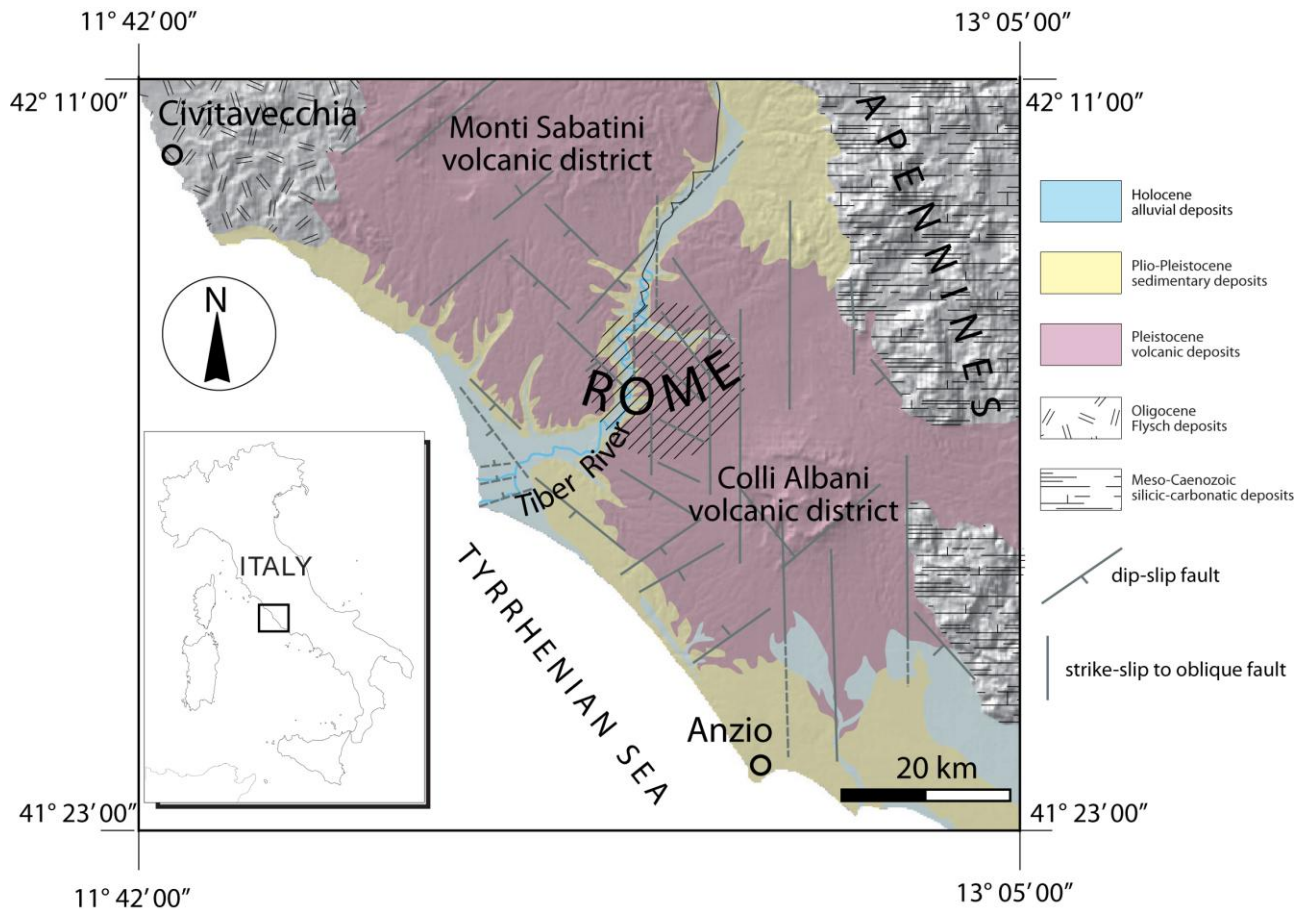 11° 42′ 00″
13° 05′ 00″
42° 11′ 00″
42° 11′ 00″
Civitavecchia
Monti Sabatini
volcanic district
APENNINES
N
ROME
Tiber River
Colli Albani
volcanic district
TYRRHENIAN SEA
Anzio
20 km
ITALY
Holocene
alluvial deposits
Plio-Pleistocene
sedimentary deposits
Pleistocene
volcanic deposits
Oligocene
Flysch deposits
Meso-Caenozoic
silicic-carbonatic deposits
dip-slip fault
strike-slip to oblique fault
41° 23′ 00″
41° 23′ 00″
11° 42′ 00″
13° 05′ 00″